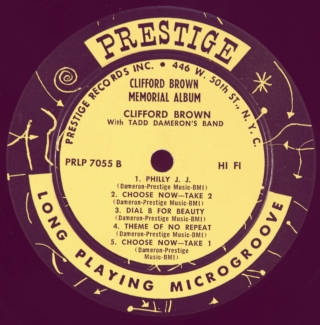 PRESTIGE
PRESTIGE RECORDS INC. • 446 W. 50th ST., N.Y.C.
CLIFFORD BROWN
MEMORIAL ALBUM
CLIFFORD BROWN
With TADD DAMERON'S BAND
PRLP 7055 B HI FI
1. PHILLY J. J.
(Dameron-Prestige Music-BMI)
2. CHOOSE NOW—TAKE 2
(Dameron-Prestige Music-BMI)
3. DIAL B FOR BEAUTY
(Dameron-Prestige Music-BMI)
4. THEME OF NO REPEAT
(Dameron-Prestige Music-BMI)
5. CHOOSE NOW—TAKE 1
(Dameron-Prestige
Music-BMI)
LONG PLAYING MICROGROOVE